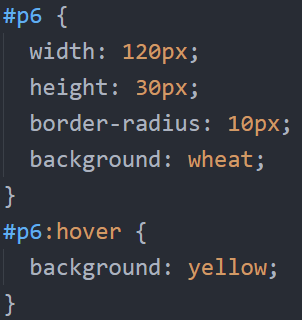 #p6 {
  width: 120px;
  height: 30px;
  border-radius: 10px;
  background: wheat;
}
#p6:hover {
  background: yellow;
}